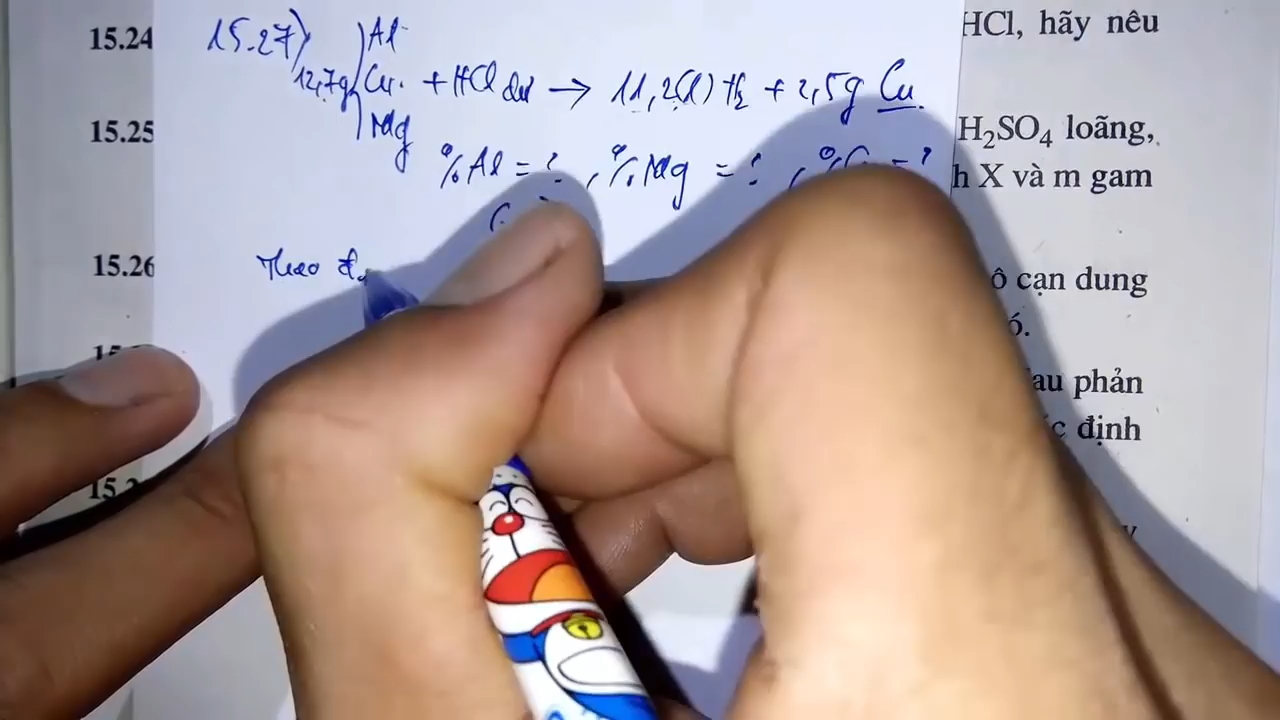 15.24
HCl, hãy nêu
15.27)
Al
12,7g Cu + HCl dư → 11,2(l) H₂ + 2,5g Cu
Mg
15.25
H₂SO₄ loãng,
%Al = ? , %Mg = ? , % = ?
h X và m gam
Theo
15.26
ô cạn dung
ó.
au phản
định
15.